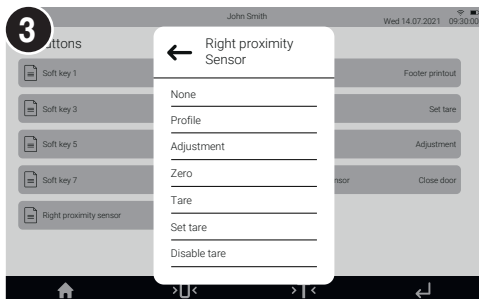 3
John Smith
Wed 14.07.2021 09:30:00
uttons
Right proximity
Sensor
Soft key 1
Footer printout
Soft key 3
Set tare
Soft key 5
Adjustment
Soft key 7
nsor
Close door
Right proximity sensor
None
Profile
Adjustment
Zero
Tare
Set tare
Disable tare